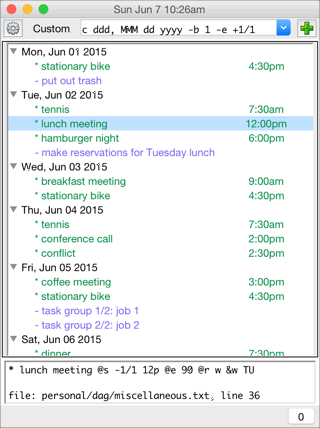 Sun Jun 7 10:26am
Custom c ddd, MMM dd yyyy -b 1 -e +1/1
Mon, Jun 01 2015
* stationary bike 4:30pm
- put out trash
Tue, Jun 02 2015
* tennis 7:30am
* lunch meeting 12:00pm
* hamburger night 6:00pm
- make reservations for Tuesday lunch
Wed, Jun 03 2015
* breakfast meeting 9:00am
* stationary bike 4:30pm
Thu, Jun 04 2015
* tennis 7:30am
* conference call 2:00pm
* conflict 2:30pm
Fri, Jun 05 2015
* coffee meeting 3:00pm
* stationary bike 4:30pm
- task group 1/2: job 1
- task group 2/2: job 2
Sat, Jun 06 2015
* dinner 7:30pm
* lunch meeting @s -1/1 12p @e 90 @r w &w TU
file: personal/dag/miscellaneous.txt, line 36
0